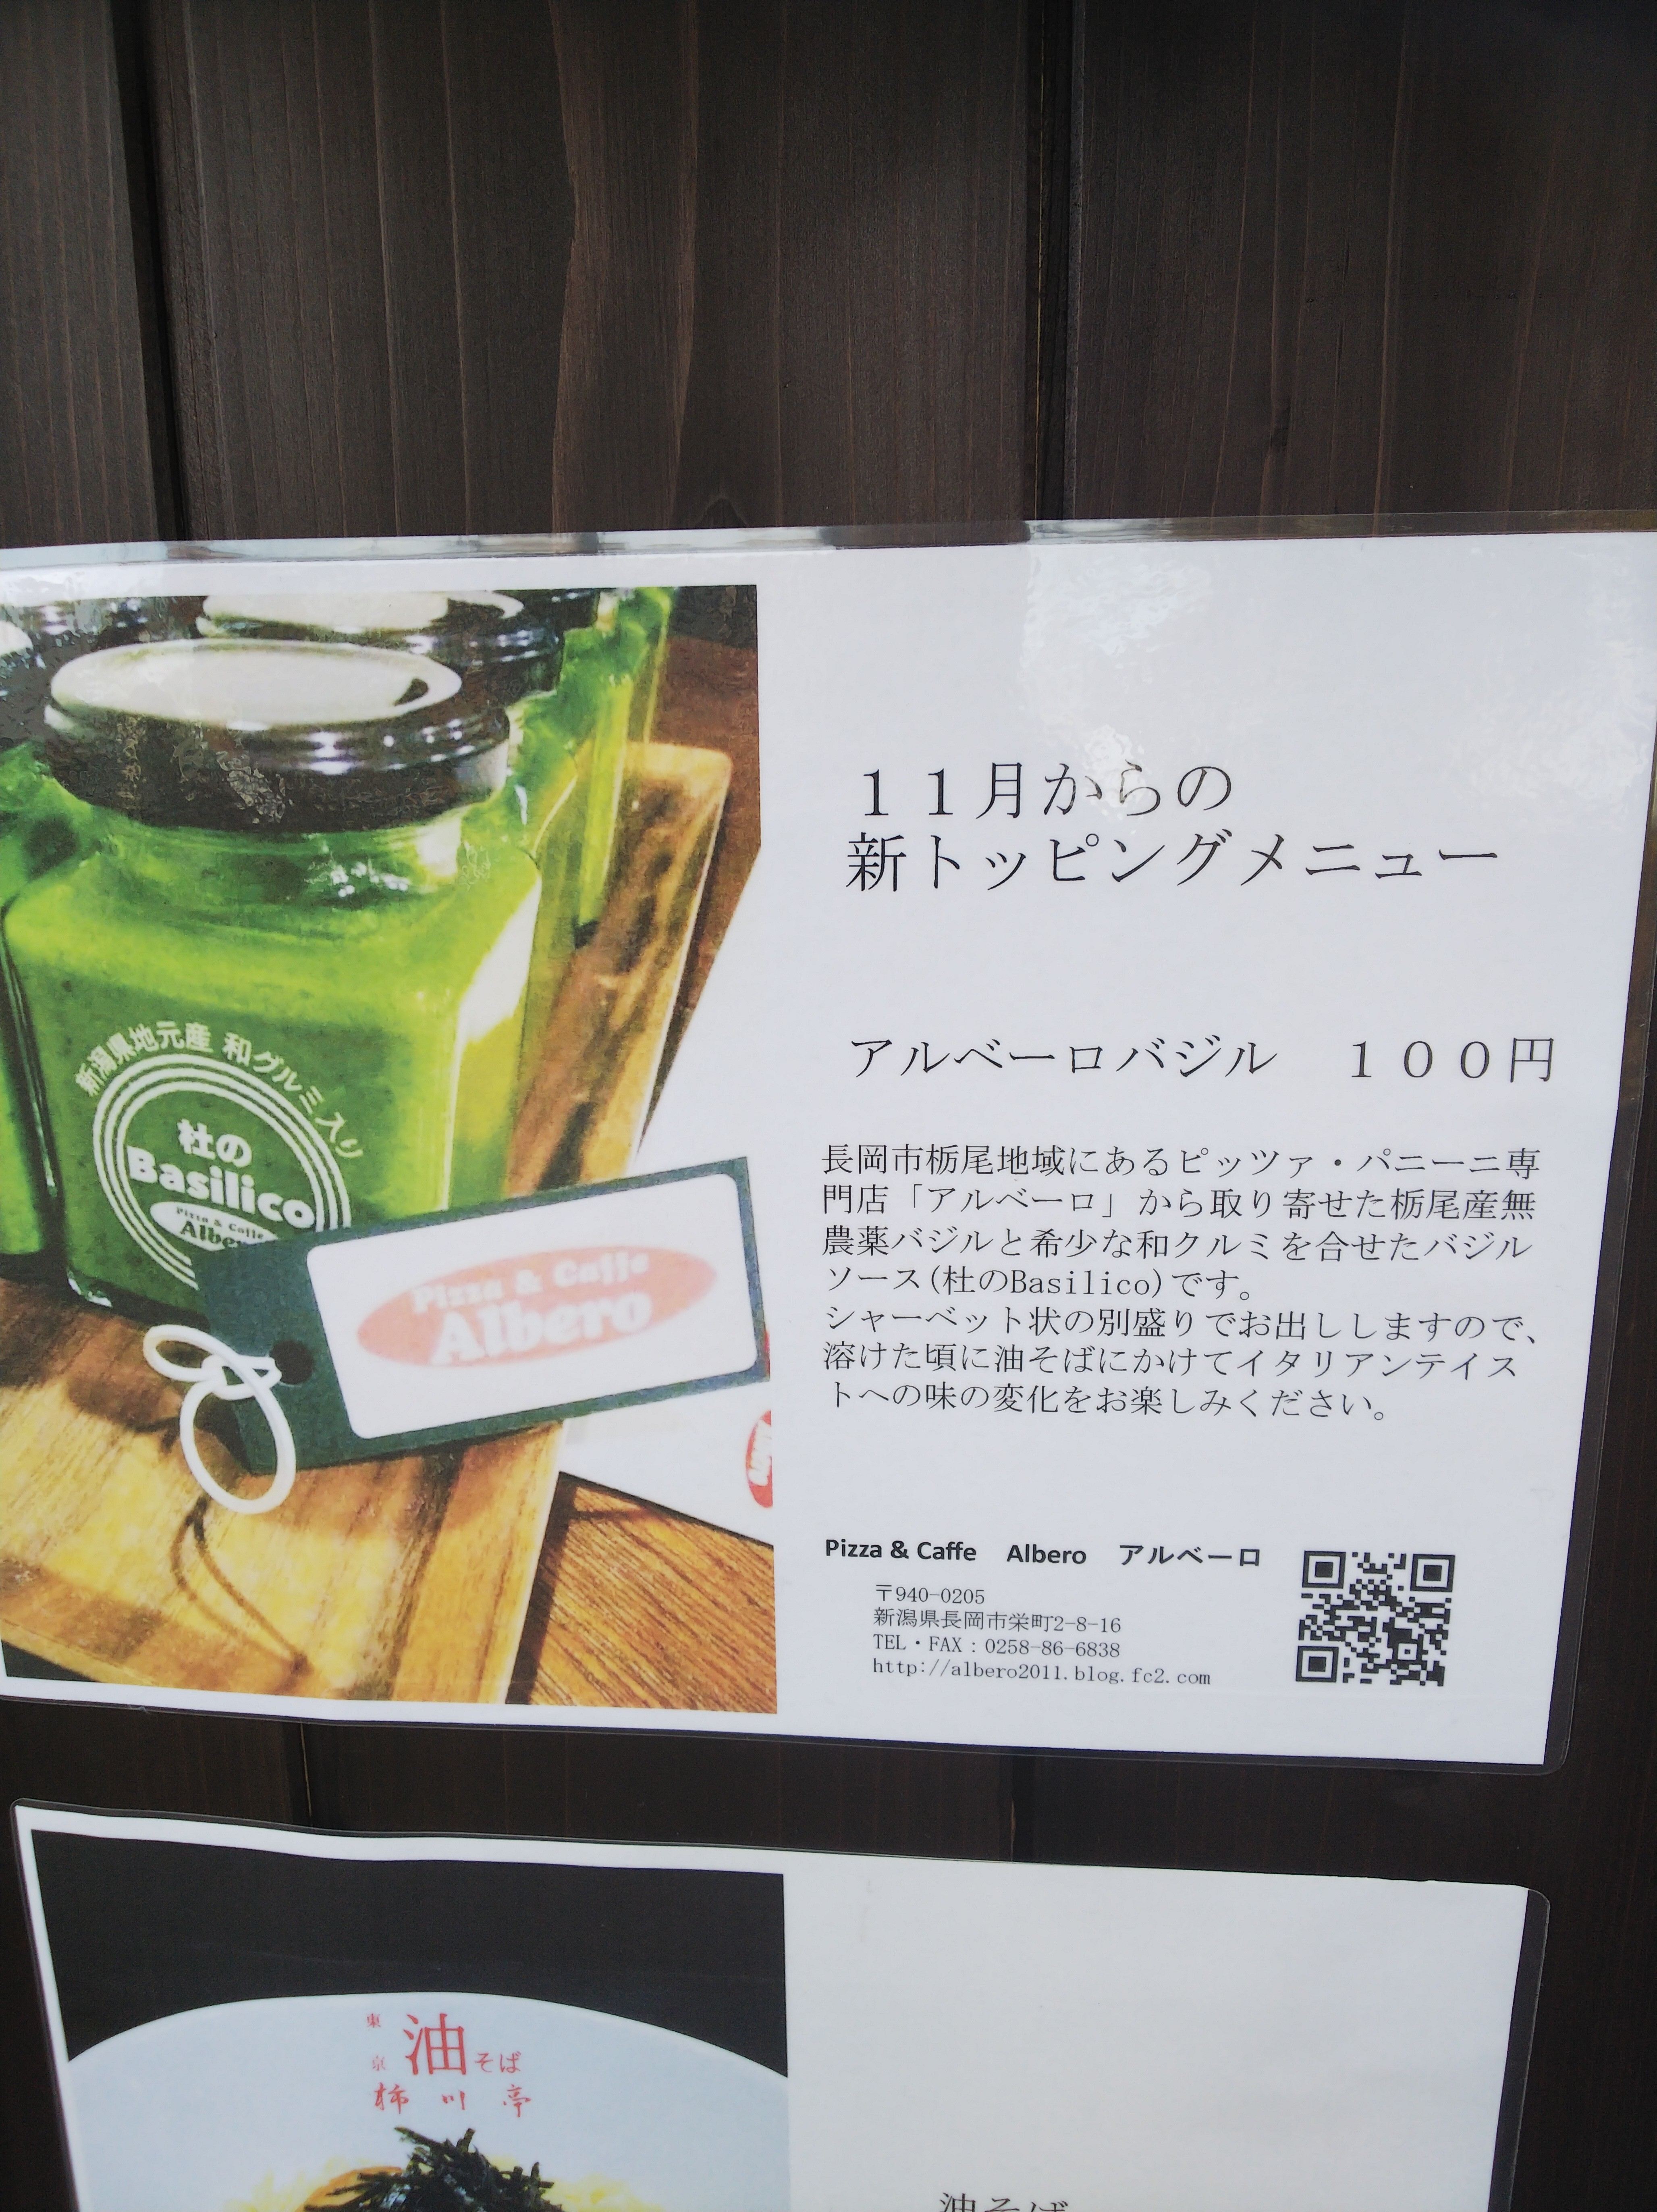 11月からの
新トッピングメニュー
アルベーロバジル 100円
長岡市栃尾地域にあるピッツァ・パニーニ専
門店「アルベーロ」から取り寄せた栃尾産無
農薬バジルと希少な和クルミを合せたバジル
ソース(杜のBasilico)です。
シャーベット状の別盛りでお出ししますので、
溶けた頃に油そばにかけてイタリアンテイス
トへの味の変化をお楽しみください。
Pizza & Caffe Albero アルベーロ
〒940-0205
新潟県長岡市栄町2-8-16
TEL・FAX：0258-86-6838
http://albero2011.blog.fc2.com
新潟県地元産 和グルミ入り
杜の
Basilico
Pizza & Caffe
Albero
Pizza & Caffe
Albero
東京 油そば
柿川亭
油そば